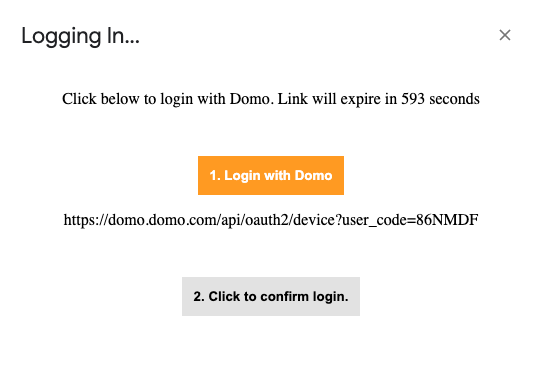 Logging In...
Click below to login with Domo. Link will expire in 593 seconds
1. Login with Domo
https://domo.domo.com/api/oauth2/device?user_code=86NMDF
2. Click to confirm login.